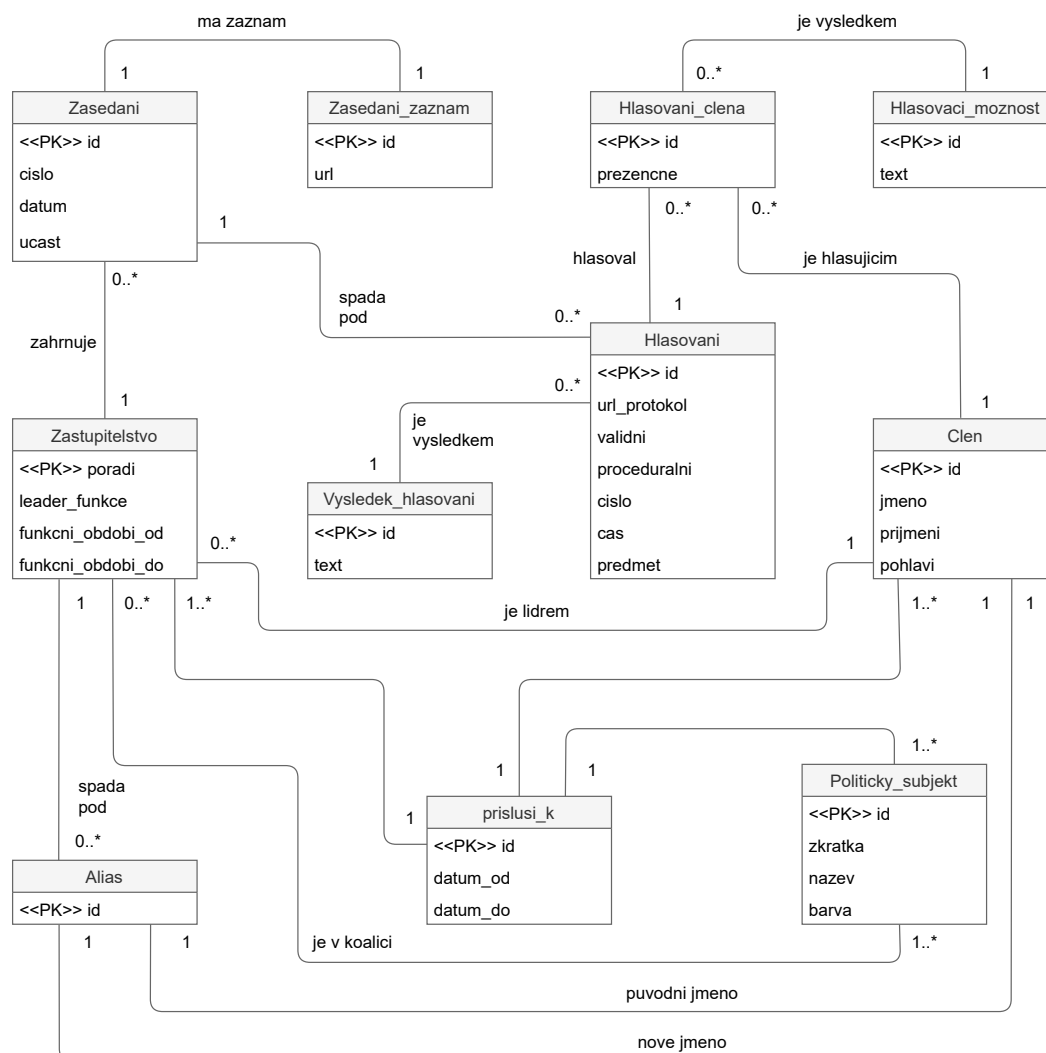 ma zaznam
je vysledkem
1
1
0..*
1
Zasedani
<<PK>> id
cislo
datum
ucast
Zasedani_zaznam
<<PK>> id
url
Hlasovani_clena
<<PK>> id
prezencne
Hlasovaci_moznost
<<PK>> id
text
1
0..*
0..*
0..*
hlasoval
je hlasujicim
spada
pod
0..*
1
zahrnuje
1
Hlasovani
<<PK>> id
url_protokol
validni
proceduralni
cislo
cas
predmet
0..*
je
vysledkem
1
1
Zastupitelstvo
<<PK>> poradi
leader_funkce
funkcni_obdobi_od
funkcni_obdobi_do
Vysledek_hlasovani
<<PK>> id
text
Clen
<<PK>> id
jmeno
prijmeni
pohlavi
0..*
1
1
0..*
1..*
je lidrem
1..*
1
1
1..*
1
1
1
spada
pod
0..*
prislusi_k
<<PK>> id
datum_od
datum_do
Politicky_subjekt
<<PK>> id
zkratka
nazev
barva
Alias
<<PK>> id
1
1
je v koalici
1..*
puvodni jmeno
nove jmeno